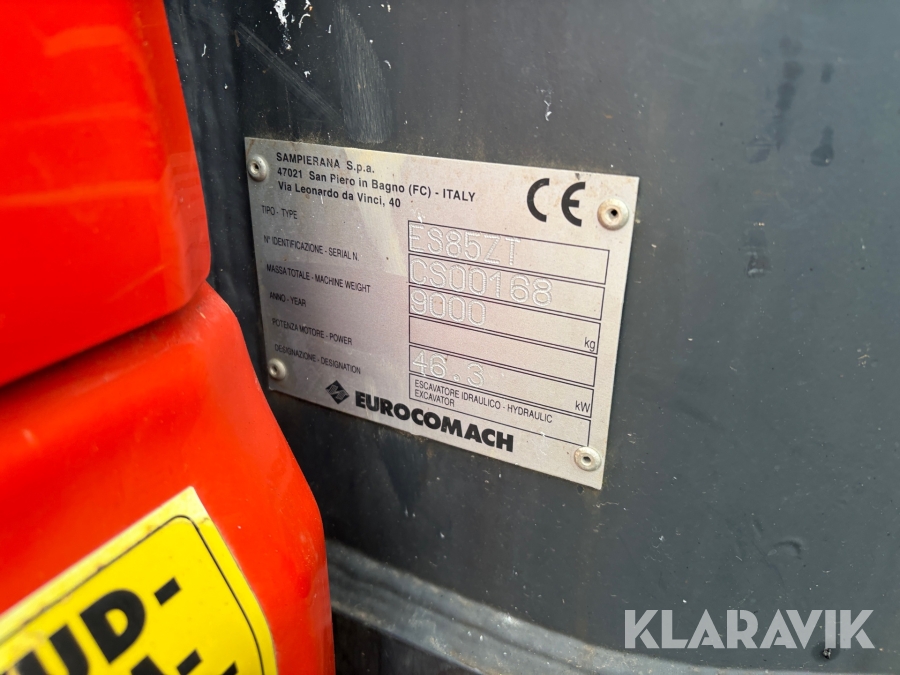 SAMPIERANA S.p.a.
47021 San Piero in Bagno (FC) - ITALY
Via Leonardo da Vinci, 40
CE
TIPO - TYPE
ES85ZT
N° IDENTIFICAZIONE - SERIAL N.
CS00168
MASSA TOTALE - MACHINE WEIGHT
9000
kg
ANNO - YEAR
POTENZA MOTORE - POWER
46.3
kW
DESIGNAZIONE - DESIGNATION
ESCAVATORE IDRAULICO - HYDRAULIC
EXCAVATOR
EUROCOMACH
KLARAVIK